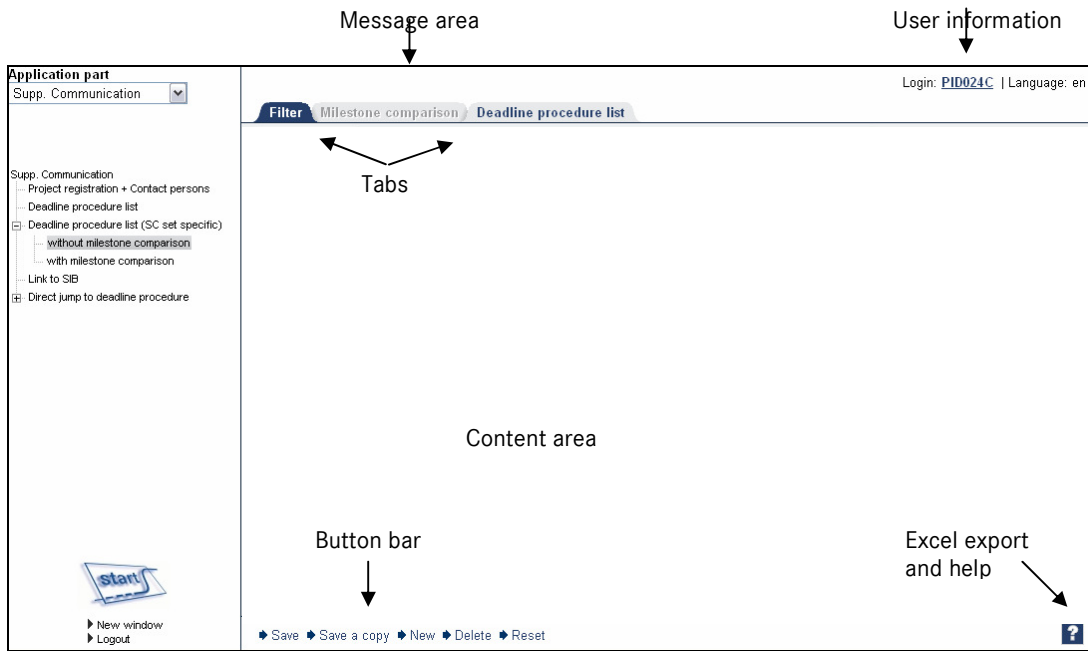 Message area
User information
Application part
Supp. Communication
Login: PID024C | Language: en
Filter Milestone comparison Deadline procedure list
Tabs
Supp. Communication
Project registration + Contact persons
Deadline procedure list
Deadline procedure list (SC set specific)
without milestone comparison
with milestone comparison
Link to SIB
Direct jump to deadline procedure
Content area
Button bar
Excel export
and help
start
New window
Logout
Save Save a copy New Delete Reset
?